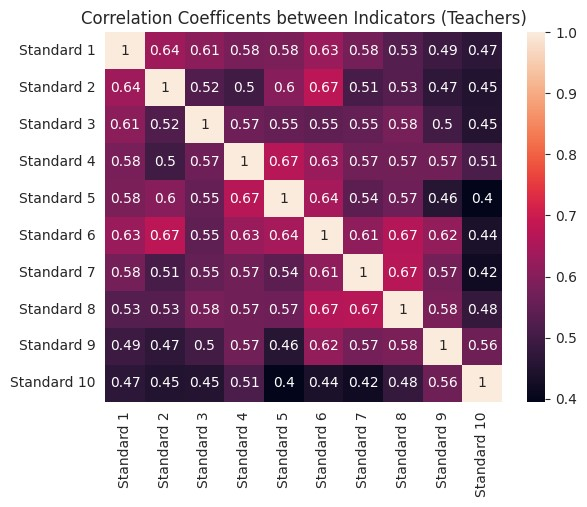 Correlation Coefficents between Indicators (Teachers)
Standard 1 1 0.64 0.61 0.58 0.58 0.63 0.58 0.53 0.49 0.47
Standard 2 0.64 1 0.52 0.5 0.6 0.67 0.51 0.53 0.47 0.45
Standard 3 0.61 0.52 1 0.57 0.55 0.55 0.55 0.58 0.5 0.45
Standard 4 0.58 0.5 0.57 1 0.67 0.63 0.57 0.57 0.57 0.51
Standard 5 0.58 0.6 0.55 0.67 1 0.64 0.54 0.57 0.46 0.4
Standard 6 0.63 0.67 0.55 0.63 0.64 1 0.61 0.67 0.62 0.44
Standard 7 0.58 0.51 0.55 0.57 0.54 0.61 1 0.67 0.57 0.42
Standard 8 0.53 0.53 0.58 0.57 0.57 0.67 0.67 1 0.58 0.48
Standard 9 0.49 0.47 0.5 0.57 0.46 0.62 0.57 0.58 1 0.56
Standard 10 0.47 0.45 0.45 0.51 0.4 0.44 0.42 0.48 0.56 1
Standard 1
Standard 2
Standard 3
Standard 4
Standard 5
Standard 6
Standard 7
Standard 8
Standard 9
Standard 10
1.0
0.9
0.8
0.7
0.6
0.5
0.4